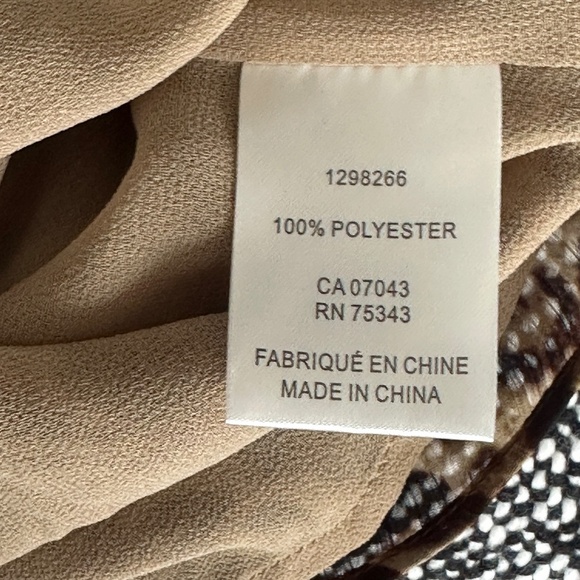 1298266
100% POLYESTER
CA 07043
RN 75343
FABRIQUÉ EN CHINE
MADE IN CHINA